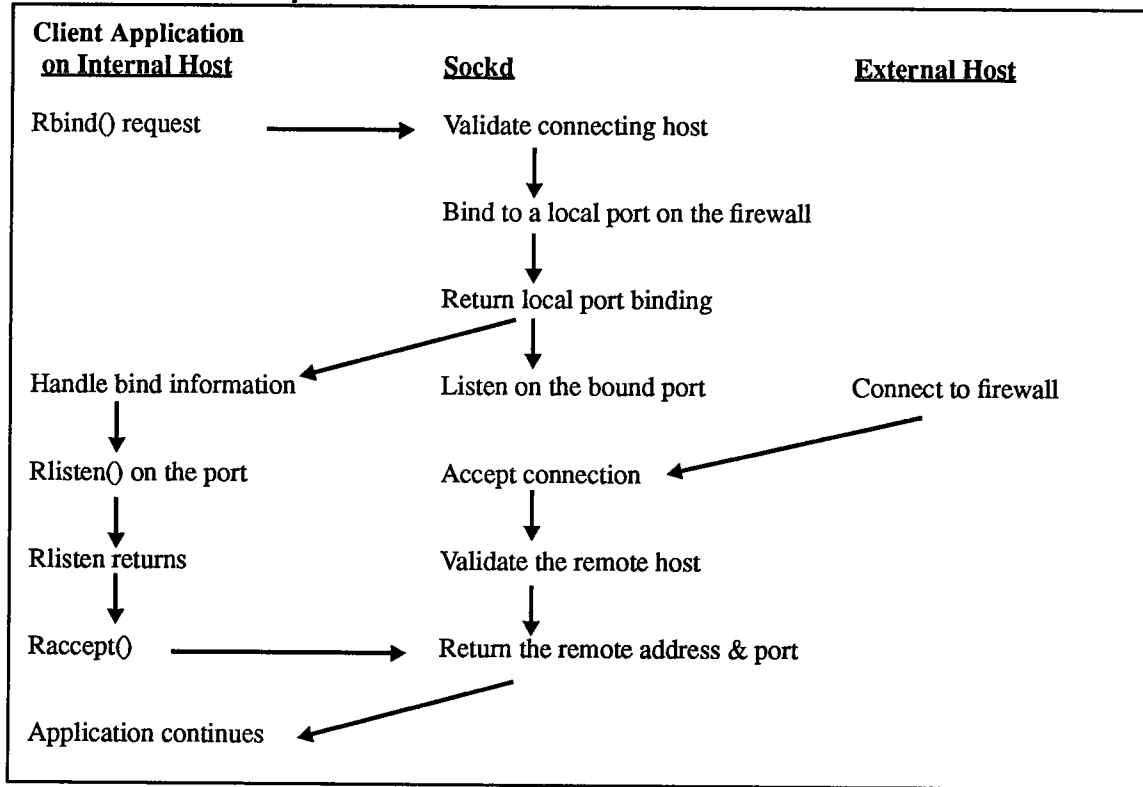 Client Application
on Internal Host Sockd External Host
Rbind() request Validate connecting host
Bind to a local port on the firewall
Return local port binding
Handle bind information Listen on the bound port Connect to firewall
Rlisten() on the port Accept connection
Rlisten returns Validate the remote host
Raccept() Return the remote address & port
Application continues